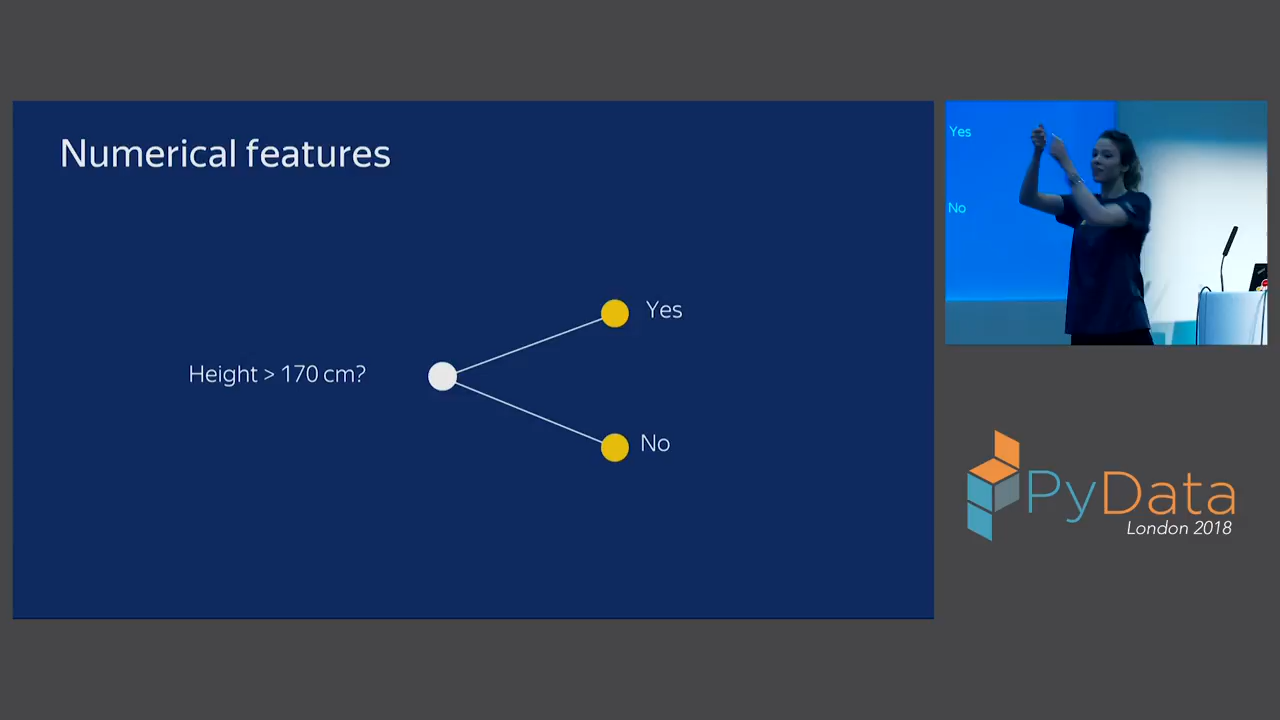 Numerical features
Yes
Height > 170 cm?
No
Yes
No
PyData
London 2018